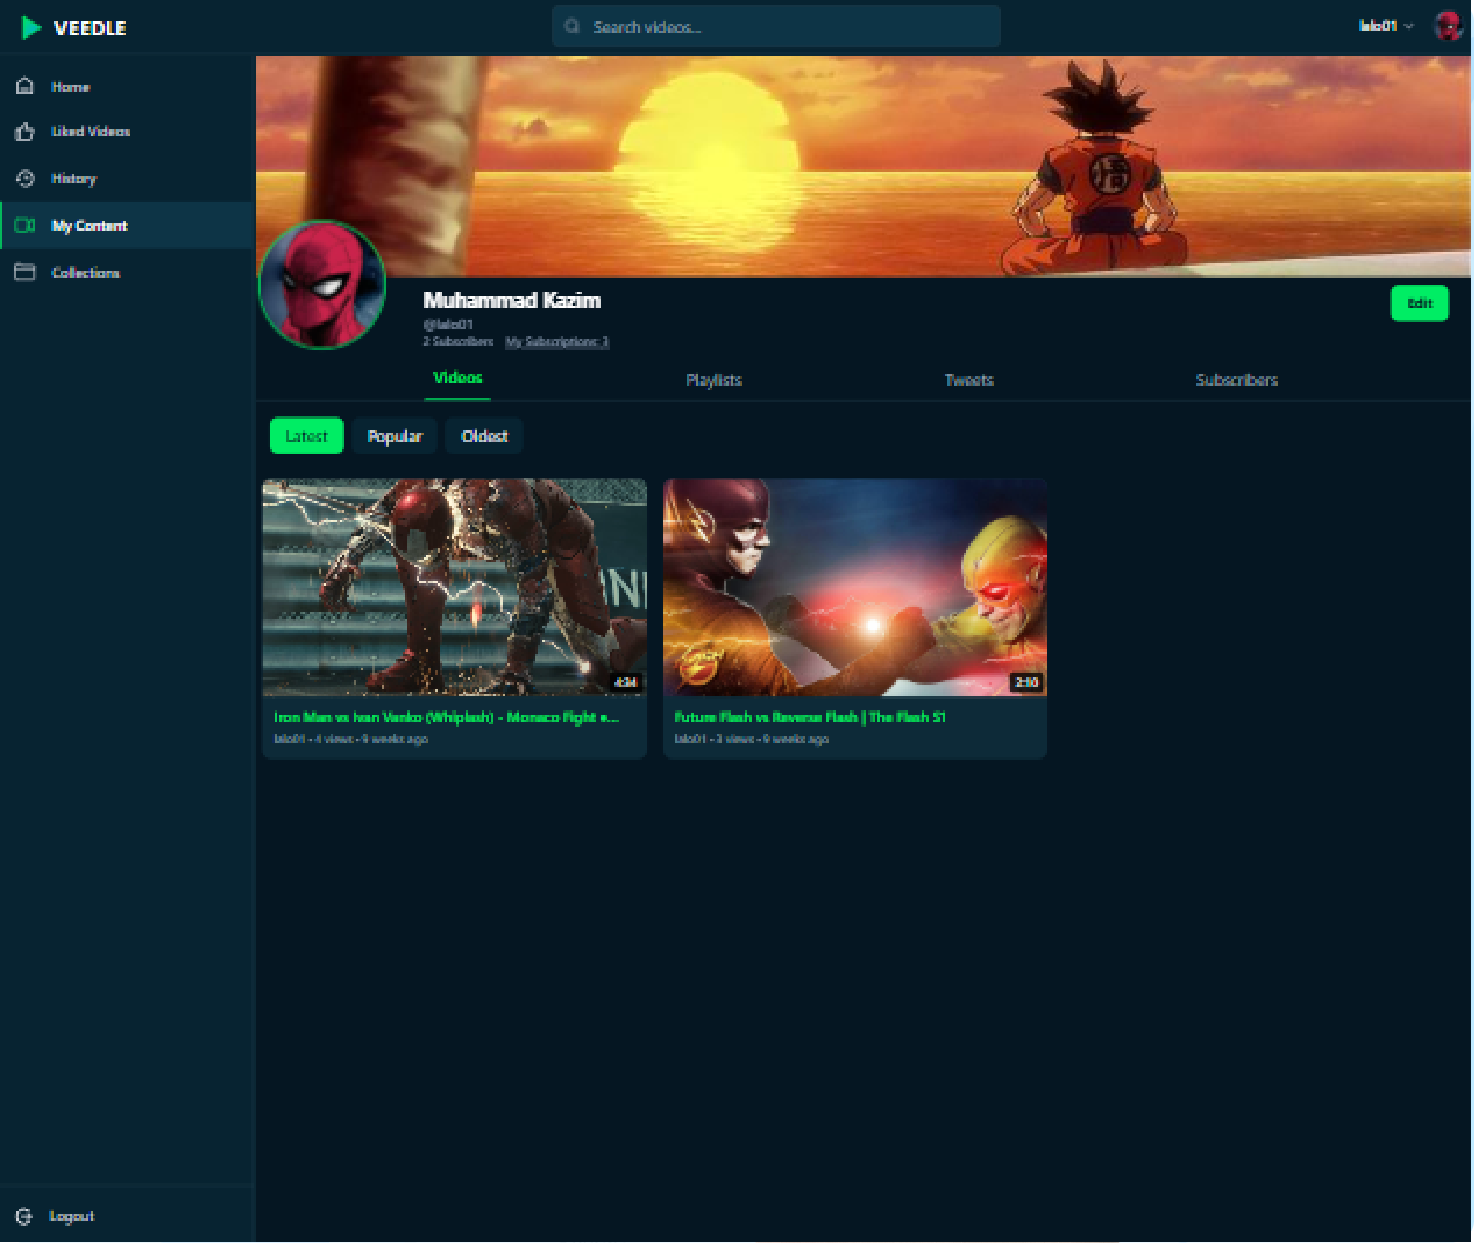 VEEDLE
Search videos...
lalo01
Home
Liked Videos
History
My Content
Collections
悟
Muhammad Kazim
@lalo01
2 Subscribers My Subscriptions: 3
Edit
Videos Playlists Tweets Subscribers
Latest Popular Oldest
4:34
2:10
Iron Man vs Ivan Vanko (Whiplash) - Monaco Fight
lalo01 • 4 views • 9 weeks ago
Future Flash vs Reverse Flash | The Flash S1
lalo01 • 3 views • 9 weeks ago
Logout